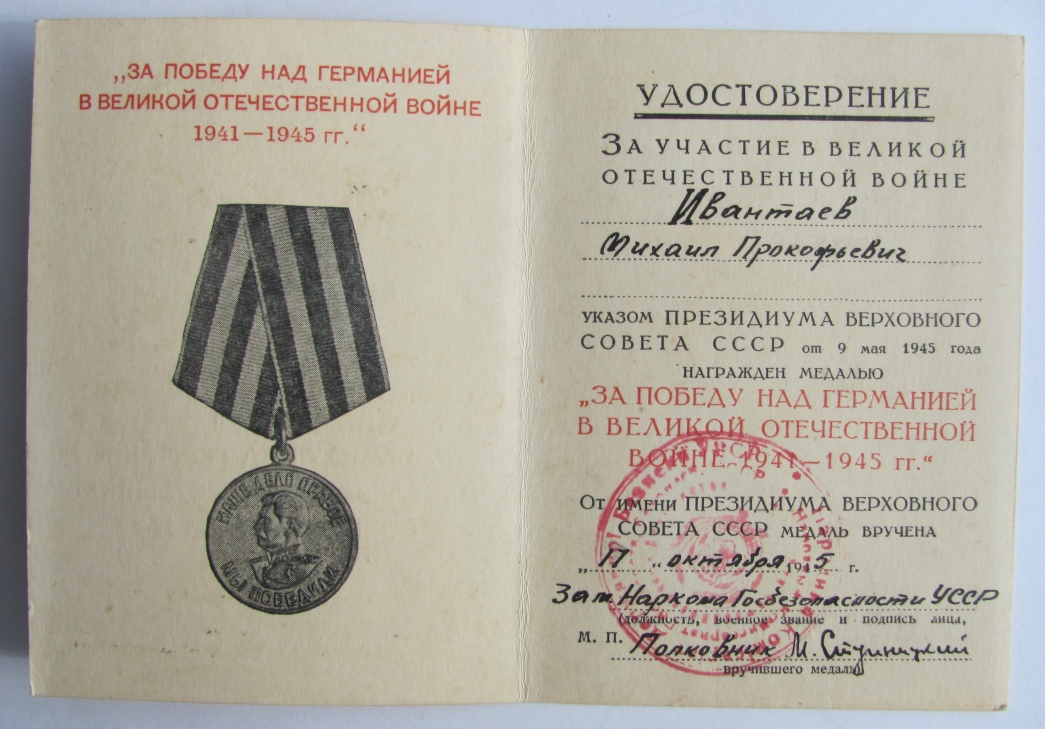 „ЗА ПОБЕДУ НАД ГЕРМАНИЕЙ
В ВЕЛИКОЙ ОТЕЧЕСТВЕННОЙ ВОЙНЕ
1941—1945 гг.“
НАШЕ ДЕЛО ПРАВОЕ
МЫ ПОБЕДИЛИ
УДОСТОВЕРЕНИЕ
ЗА УЧАСТИЕ В ВЕЛИКОЙ
ОТЕЧЕСТВЕННОЙ ВОЙНЕ
Ивантаев
Михаил Прокофьевич
УКАЗОМ ПРЕЗИДИУМА ВЕРХОВНОГО
СОВЕТА СССР от 9 мая 1945 года
НАГРАЖДЕН МЕДАЛЬЮ
„ЗА ПОБЕДУ НАД ГЕРМАНИЕЙ
В ВЕЛИКОЙ ОТЕЧЕСТВЕННОЙ
ВОЙНЕ 1941—1945 гг.“
ОТ ИМЕНИ ПРЕЗИДИУМА ВЕРХОВНОГО
СОВЕТА СССР МЕДАЛЬ ВРУЧЕНА
„ 17 “ октября 1945 г.
Зам Наркома Госбезопасности УССР
(должность, военное звание и подпись лица,
М. П. Полковник М.
вручившего медаль)